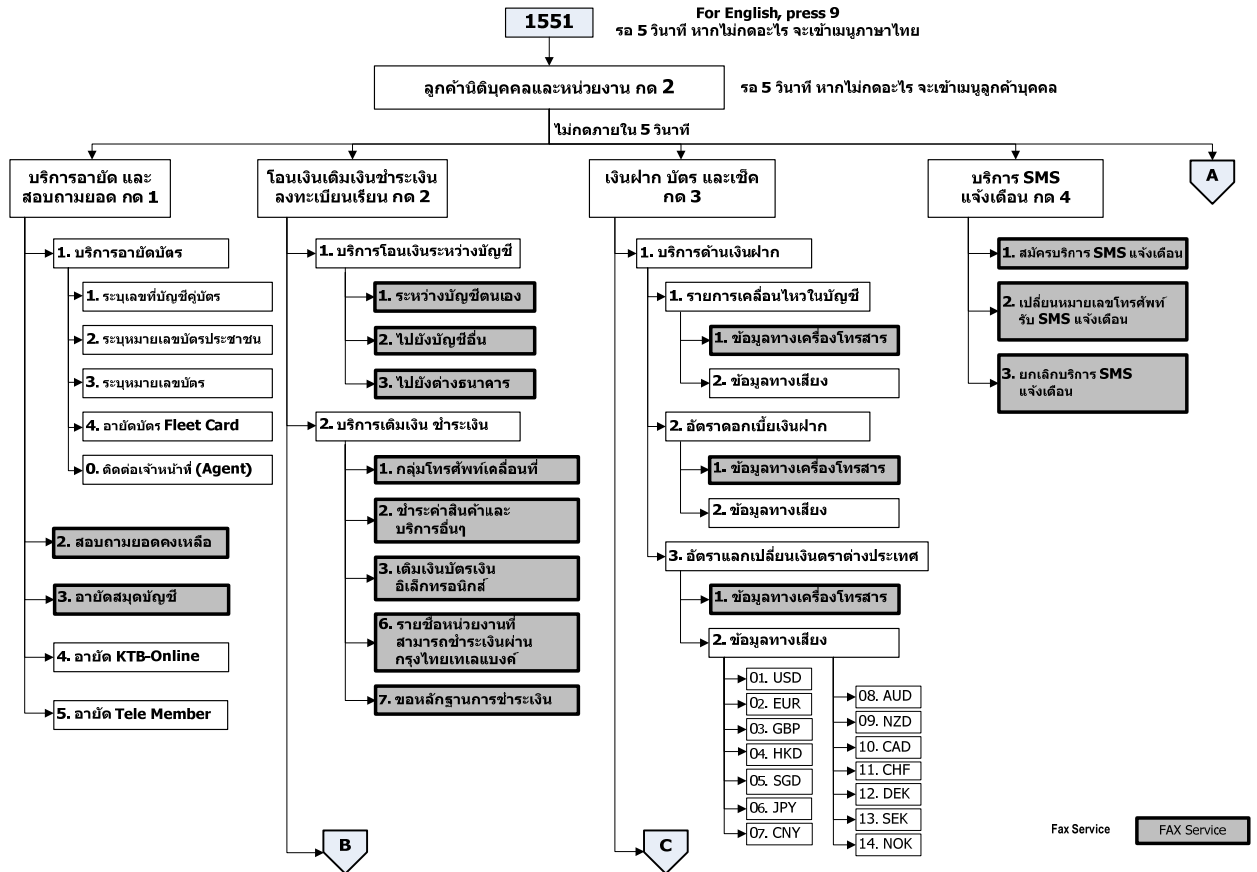 1551
For English, press 9
รอ 5 วินาที หากไม่กดอะไร จะเข้าเมนูภาษาไทย
ลูกค้านิติบุคคลและหน่วยงาน กด 2
รอ 5 วินาที หากไม่กดอะไร จะเข้าเมนูลูกค้าบุคคล
ไม่กดภายใน 5 วินาที
บริการอายัด และ
สอบถามยอด กด 1
1. บริการอายัดบัตร
1. ระบุเลขที่บัญชีคู่บัตร
2. ระบุหมายเลขบัตรประชาชน
3. ระบุหมายเลขบัตร
4. อายัดบัตร Fleet Card
0. ติดต่อเจ้าหน้าที่ (Agent)
2. สอบถามยอดคงเหลือ
3. อายัดสมุดบัญชี
4. อายัด KTB-Online
5. อายัด Tele Member
โอนเงินเติมเงินชำระเงิน
ลงทะเบียนเรียน กด 2
1. บริการโอนเงินระหว่างบัญชี
1. ระหว่างบัญชีตนเอง
2. ไปยังบัญชีอื่น
3. ไปยังต่างธนาคาร
2. บริการเติมเงิน ชำระเงิน
1. กลุ่มโทรศัพท์เคลื่อนที่
2. ชำระค่าสินค้าและ
บริการอื่นๆ
3. เติมเงินบัตรเงิน
อิเล็กทรอนิกส์
6. รายชื่อหน่วยงานที่
สามารถชำระเงินผ่าน
กรุงไทยเทเลแบงค์
7. ขอหลักฐานการชำระเงิน
B
เงินฝาก บัตร และเช็ค
กด 3
1. บริการด้านเงินฝาก
1. รายการเคลื่อนไหวในบัญชี
1. ข้อมูลทางเครื่องโทรสาร
2. ข้อมูลทางเสียง
2. อัตราดอกเบี้ยเงินฝาก
1. ข้อมูลทางเครื่องโทรสาร
2. ข้อมูลทางเสียง
3. อัตราแลกเปลี่ยนเงินตราต่างประเทศ
1. ข้อมูลทางเครื่องโทรสาร
2. ข้อมูลทางเสียง
01. USD
02. EUR
03. GBP
04. HKD
05. SGD
06. JPY
07. CNY
08. AUD
09. NZD
10. CAD
11. CHF
12. DEK
13. SEK
14. NOK
C
บริการ SMS
แจ้งเตือน กด 4
1. สมัครบริการ SMS แจ้งเตือน
2. เปลี่ยนหมายเลขโทรศัพท์
รับ SMS แจ้งเตือน
3. ยกเลิกบริการ SMS
แจ้งเตือน
A
Fax Service
FAX Service